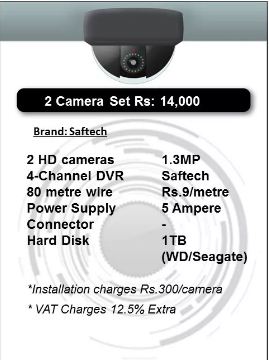 2 Camera Set Rs: 14,000
Brand: Saftech
2 HD cameras 1.3MP
4-Channel DVR Saftech
80 metre wire Rs.9/metre
Power Supply 5 Ampere
Connector -
Hard Disk 1TB
(WD/Seagate)
*Installation charges Rs.300/camera
* VAT Charges 12.5% Extra